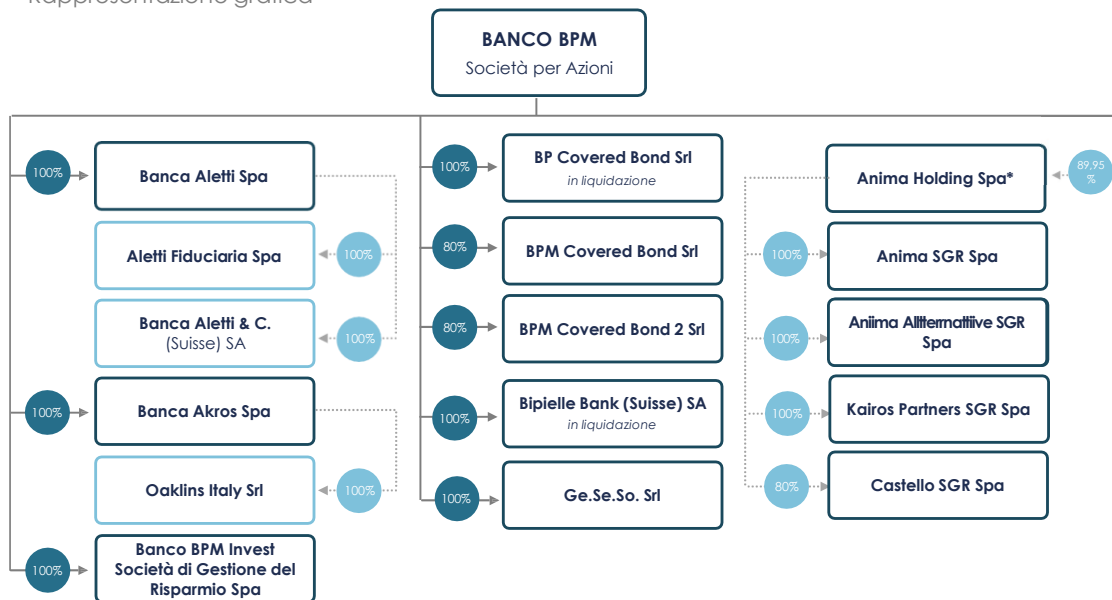 Rappresentazione grafica
BANCO BPM
Società per Azioni
100%
Banca Aletti Spa
Aletti Fiduciaria Spa
100%
Banca Aletti & C.
(Suisse) SA
100%
100%
Banca Akros Spa
Oaklins Italy Srl
100%
100%
Banco BPM Invest
Società di Gestione del
Risparmio Spa
100%
BP Covered Bond Srl
in liquidazione
80%
BPM Covered Bond Srl
80%
BPM Covered Bond 2 Srl
100%
Bipielle Bank (Suisse) SA
in liquidazione
100%
Ge.Se.So. Srl
Anima Holding Spa*
89,95
%
100%
Anima SGR Spa
100%
Aniima Alltternattiive SGR
Spa
100%
Kairos Partners SGR Spa
80%
Castello SGR Spa